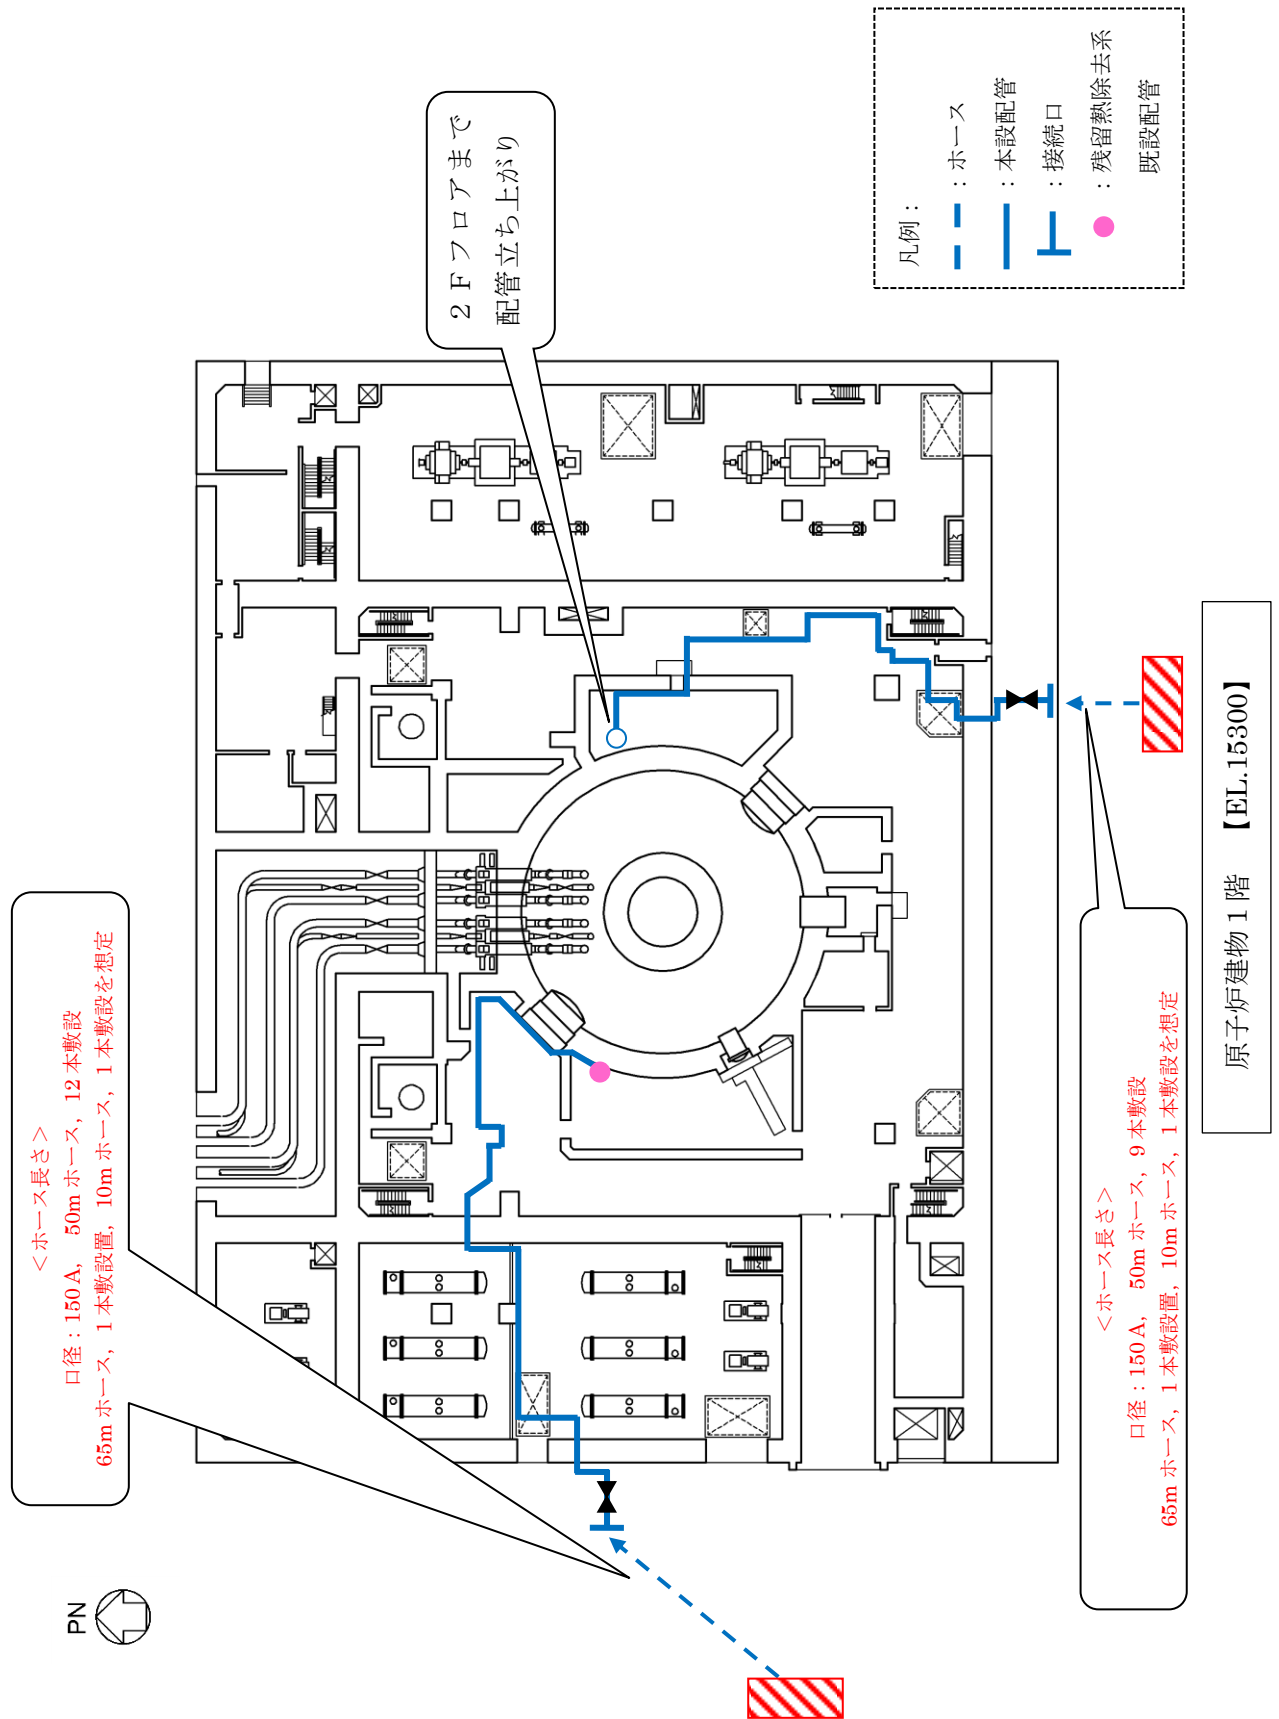 PN
＜ホース長さ＞
口径：150A， 50mホース，12本敷設
65mホース，1本敷設置，10mホース，1本敷設を想定
２Ｆフロアまで
配管立ち上がり
凡例：
：ホース
：本設配管
：接続口
：残留熱除去系
既設配管
＜ホース長さ＞
口径：150A， 50mホース，9本敷設
65mホース，1本敷設置，10mホース，1本敷設を想定
原子炉建物1階 【EL.15300】